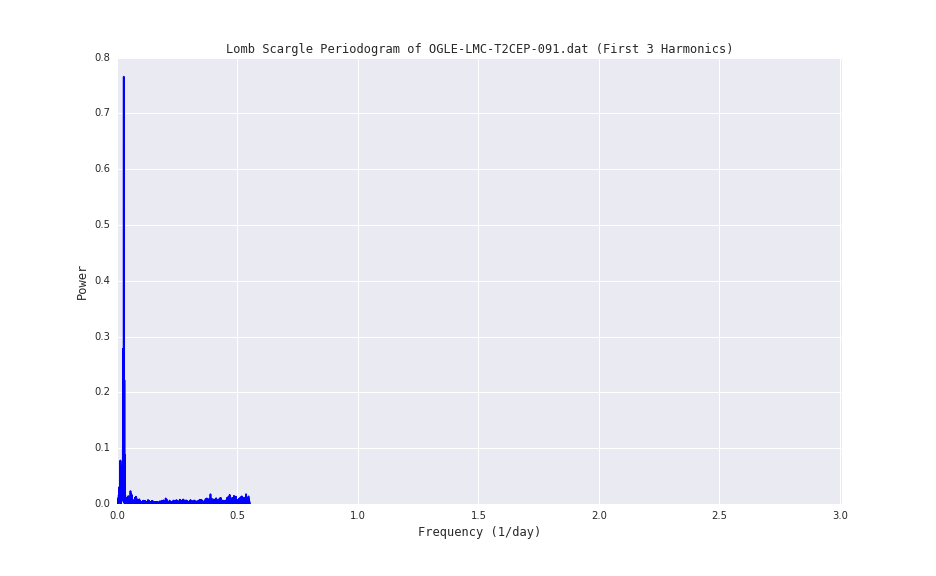 Lomb Scargle Periodogram of OGLE-LMC-T2CEP-091.dat (First 3 Harmonics)
0.8
0.7
0.6
0.5
0.4
0.3
0.2
0.1
0.0
Power
0.0 0.5 1.0 1.5 2.0 2.5 3.0
Frequency (1/day)